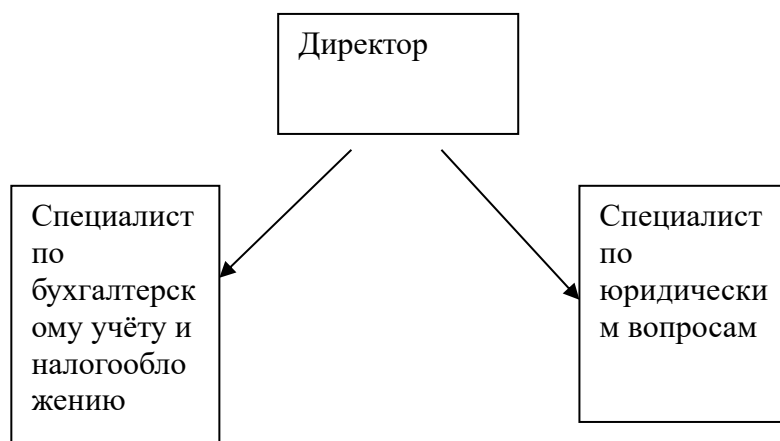 Директор
Специалист
по
бухгалтерск
ому учёту и
налогообло
жению
Специалист
по
юридически
м вопросам